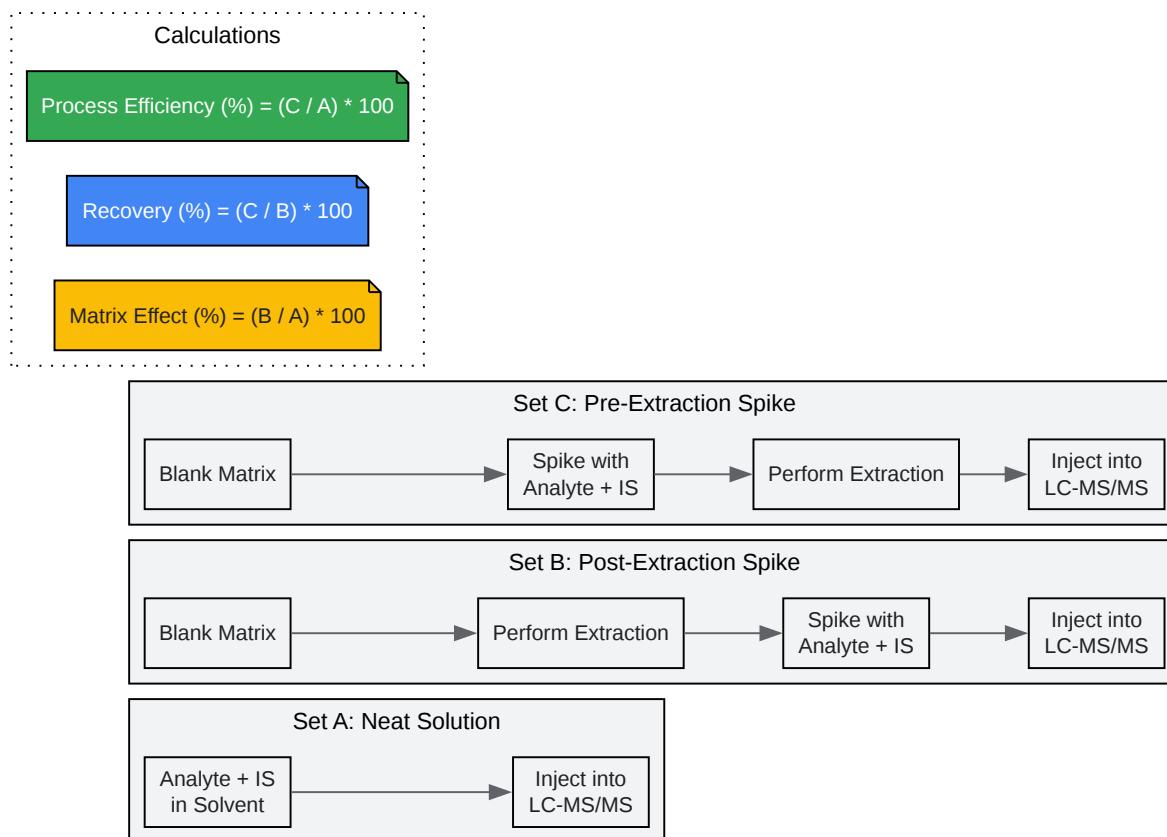 Calculations
Process Efficiency (%) = (C / A) * 100
Recovery (%) = (C / B) * 100
Matrix Effect (%) = (B / A) * 100
Set C: Pre-Extraction Spike
Blank Matrix
Spike with
Analyte + IS
Perform Extraction
Inject into
LC-MS/MS
Set B: Post-Extraction Spike
Blank Matrix
Perform Extraction
Spike with
Analyte + IS
Inject into
LC-MS/MS
Set A: Neat Solution
Analyte + IS
in Solvent
Inject into
LC-MS/MS